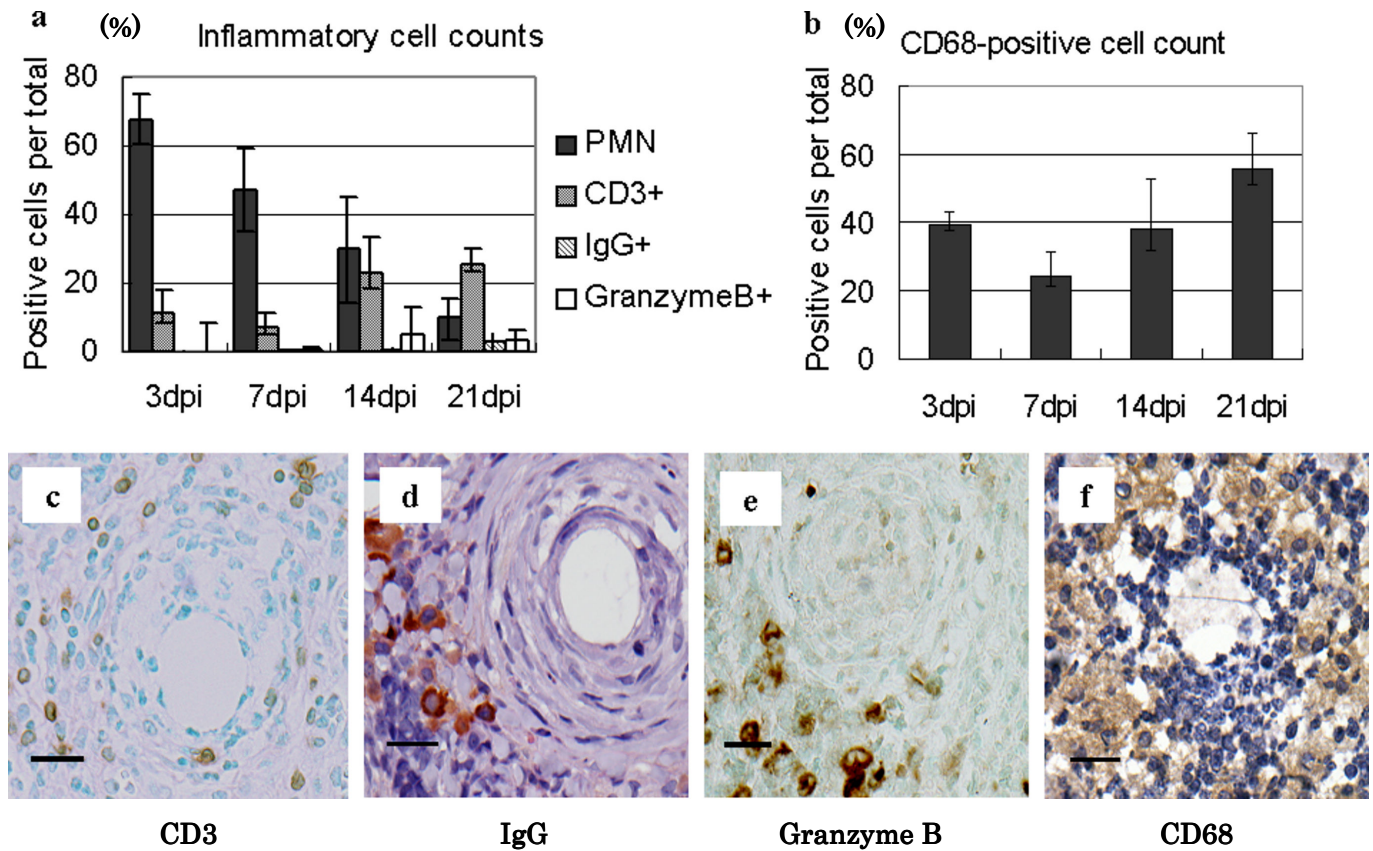 a (%)
Inflammatory cell counts
Positive cells per total
80
60
40
20
0
3dpi 7dpi 14dpi 21dpi
PMN
CD3+
IgG+
GranzymeB+
b (%)
CD68-positive cell count
Positive cells per total
80
60
40
20
0
3dpi 7dpi 14dpi 21dpi
c
d
e
f
CD3
IgG
Granzyme B
CD68